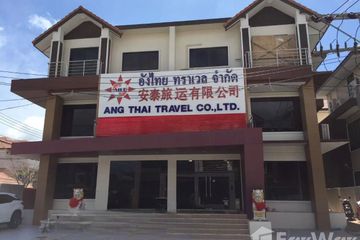 อังไทย ทราเวล จำกัด
安泰旅运有限公司
ANG THAI TRAVEL CO.,LTD.